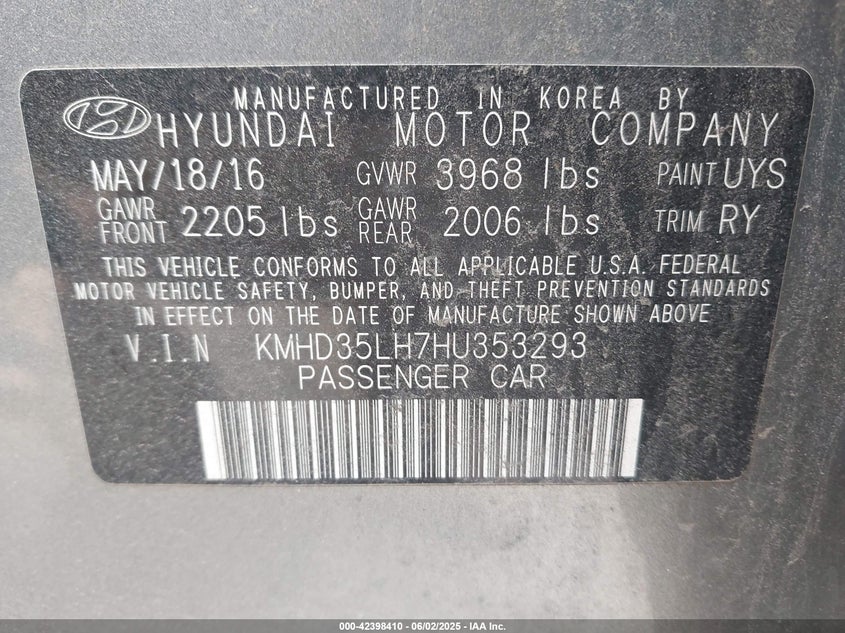 MANUFACTURED IN KOREA BY
HYUNDAI MOTOR COMPANY
MAY/18/16 GVWR 3968 lbs PAINT UYS
GAWR FRONT 2205 lbs GAWR REAR 2006 lbs TRIM RY
THIS VEHICLE CONFORMS TO ALL APPLICABLE U.S.A. FEDERAL
MOTOR VEHICLE SAFETY, BUMPER, AND THEFT PREVENTION STANDARDS
IN EFFECT ON THE DATE OF MANUFACTURE SHOWN ABOVE
V.I.N KMHD35LH7HU353293
PASSENGER CAR
000-42398410 - 06/02/2025 - IAA Inc.